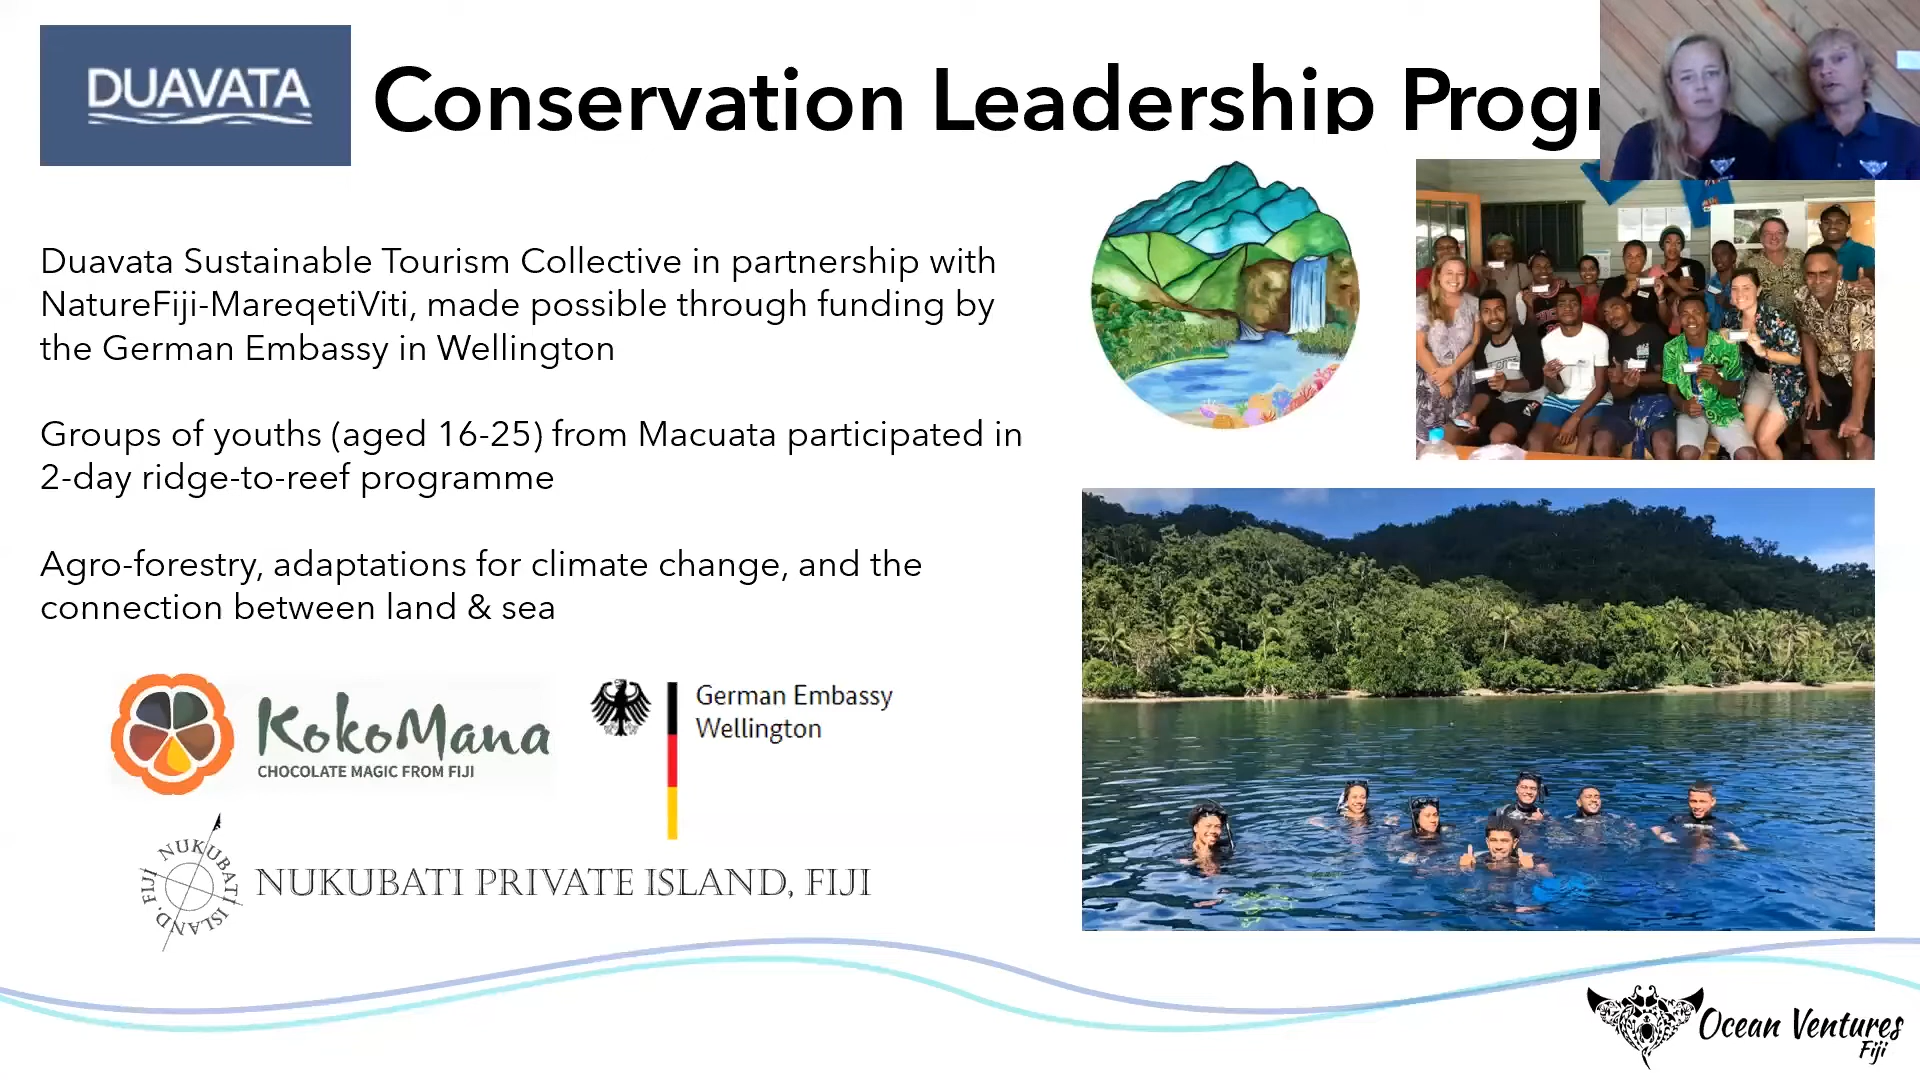 DUAVATA
Conservation Leadership Progr
Duavata Sustainable Tourism Collective in partnership with
NatureFiji-MareqetiViti, made possible through funding by
the German Embassy in Wellington
Groups of youths (aged 16-25) from Macuata participated in
2-day ridge-to-reef programme
Agro-forestry, adaptations for climate change, and the
connection between land & sea
KokoMana
CHOCOLATE MAGIC FROM FIJI
German Embassy
Wellington
NUKUBATI ISLAND, FIJI
NUKUBATI PRIVATE ISLAND, FIJI
Ocean Ventures
Fiji